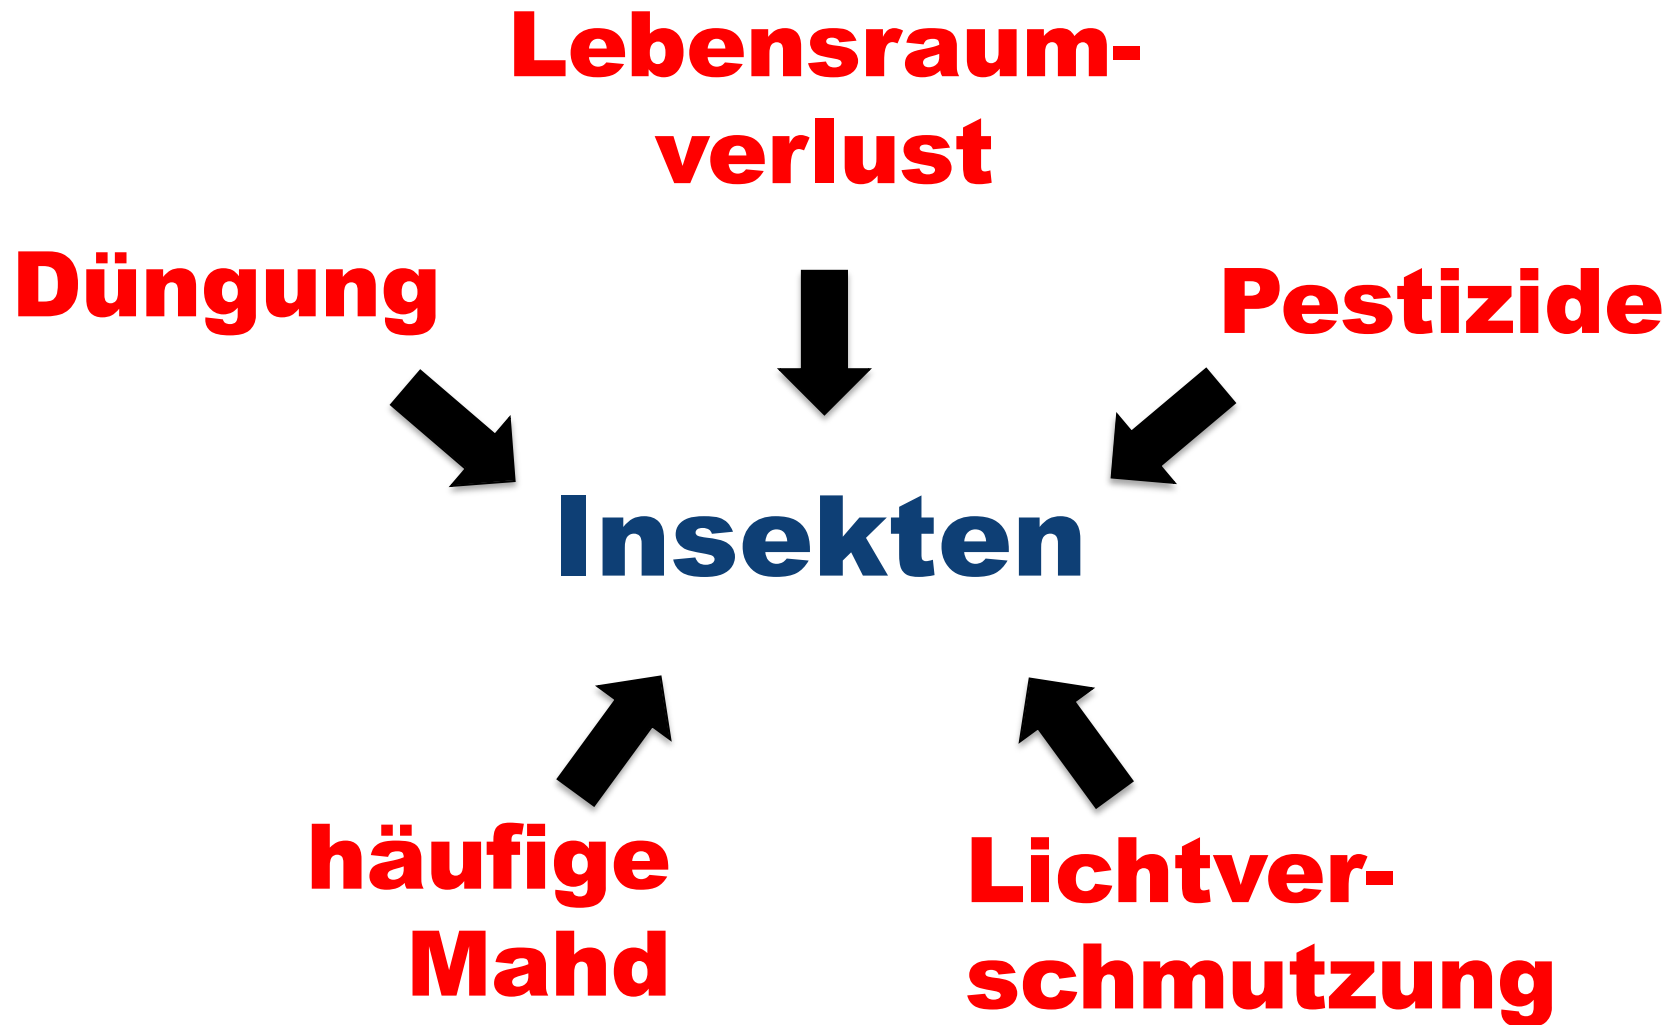 Lebensraum-
verlust
Düngung
Pestizide
Insekten
häufige
Mahd
Lichtver-
schmutzung